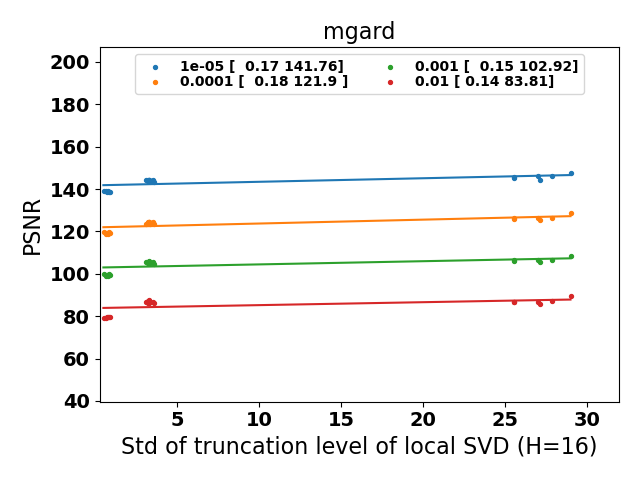 mgard
1e-05 [  0.17 141.76]
0.0001 [  0.18 121.9 ]
0.001 [  0.15 102.92]
0.01 [ 0.14 83.81]
200
180
160
140
120
100
80
60
40
PSNR
5 10 15 20 25 30
Std of truncation level of local SVD (H=16)